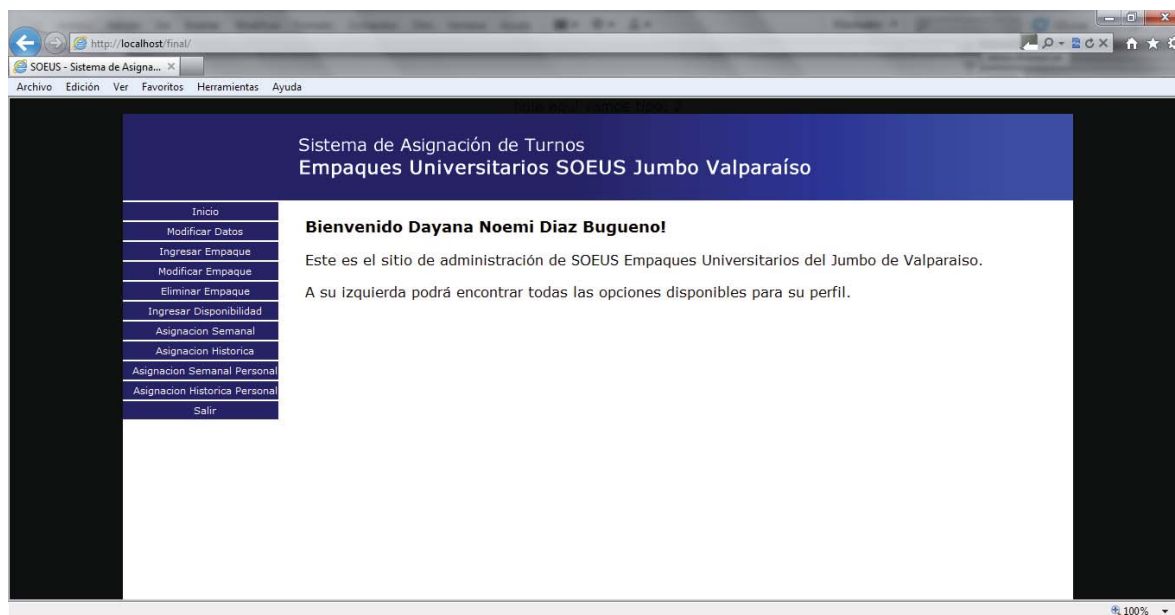 http://localhost/final/
SOEUS - Sistema de Asigna...
Archivo Edición Ver Favoritos Herramientas Ayuda
Sistema de Asignación de Turnos
Empaques Universitarios SOEUS Jumbo Valparaíso
Inicio
Modificar Datos
Ingresar Empaque
Modificar Empaque
Eliminar Empaque
Ingresar Disponibilidad
Asignacion Semanal
Asignacion Historica
Asignacion Semanal Personal
Asignacion Historica Personal
Salir
Bienvenido Dayana Noemi Diaz Bugueno!
Este es el sitio de administración de SOEUS Empaques Universitarios del Jumbo de Valparaiso.
A su izquierda podrá encontrar todas las opciones disponibles para su perfil.
100%